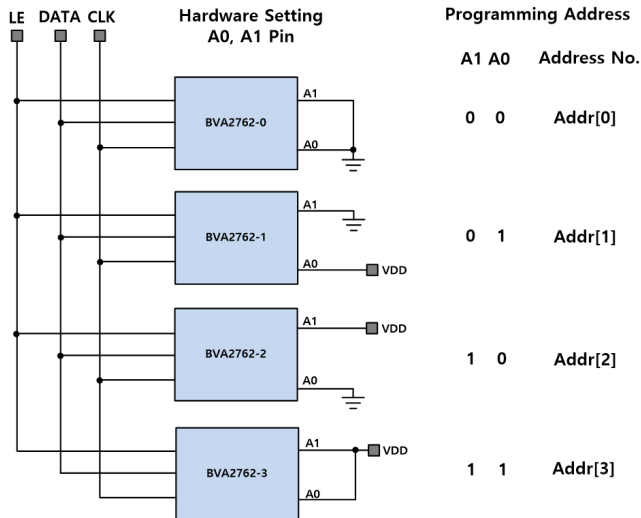 LE DATA CLK
Hardware Setting
A0, A1 Pin
Programming Address
A1 A0 Address No.
A1
BVA2762-0
A0
0 0 Addr[0]
A1
BVA2762-1
A0
VDD
0 1 Addr[1]
A1
VDD
BVA2762-2
A0
1 0 Addr[2]
A1
VDD
BVA2762-3
A0
1 1 Addr[3]